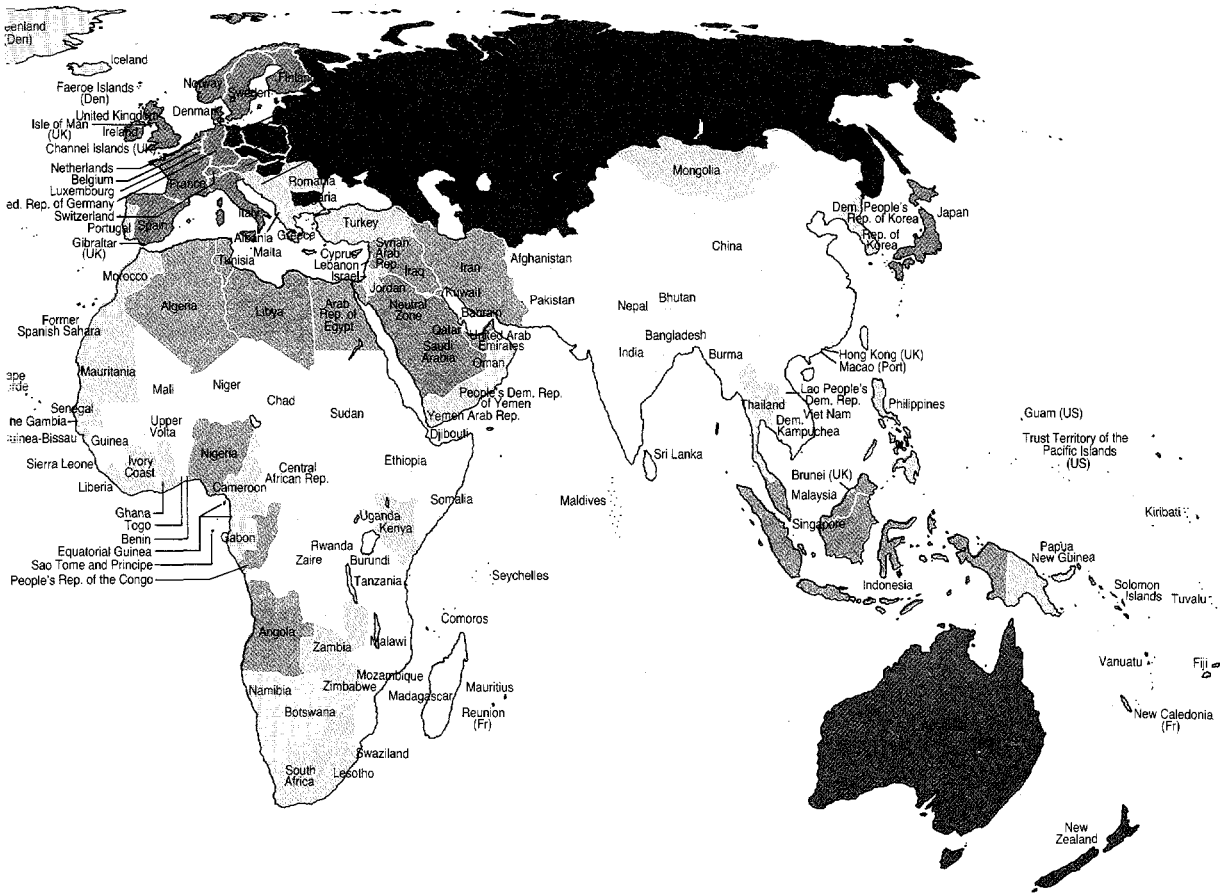 (Den)
Iceland
Faeroe Islands
(Den)
Norway
Sweden
Finland
Denmark
United Kingdom
Isle of Man
(UK)
Ireland
Channel Islands (UK)
Netherlands
Belgium
Luxembourg
Rep. of Germany
Switzerland
Portugal
Gibraltar
(UK)
France
Spain
Italy
Romania
Albania
Greece
Malta
Turkey
Cyprus
Lebanon
Israel
Syrian
Arab
Rep.
Iraq
Iran
Jordan
Kuwait
Neutral
Zone
Bahrain
Qatar
Saudi
Arabia
United Arab
Emirates
Oman
People's Dem. Rep.
of Yemen
Yemen Arab Rep.
Djibouti
Afghanistan
Pakistan
Nepal
Bhutan
Bangladesh
India
Burma
Sri Lanka
Maldives
Mongolia
China
Dem. People's
Rep. of Korea
Rep. of
Korea
Japan
Hong Kong (UK)
Macao (Port)
Lao People's
Dem. Rep.
Viet Nam
Thailand
Dem.
Kampuchea
Philippines
Brunei (UK)
Malaysia
Singapore
Indonesia
Papua
New Guinea
Guam (US)
Trust Territory of the
Pacific Islands
(US)
Kiribati
Solomon
Islands
Tuvalu
Vanuatu
Fiji
New Caledonia
(Fr)
New
Zealand
Morocco
Tunisia
Algeria
Libya
Arab
Rep. of
Egypt
Former
Spanish Sahara
Mauritania
Mali
Niger
Chad
Sudan
Senegal
Gambia
Guinea
Sierra Leone
Liberia
Ivory
Coast
Upper
Volta
Nigeria
Cameroon
Central
African Rep.
Ethiopia
Somalia
Ghana
Togo
Benin
Equatorial Guinea
Sao Tome and Principe
People's Rep. of the Congo
Gabon
Uganda
Kenya
Rwanda
Burundi
Zaire
Tanzania
Seychelles
Comoros
Angola
Zambia
Malawi
Mozambique
Zimbabwe
Madagascar
Mauritius
Reunion
(Fr)
Namibia
Botswana
Swaziland
Lesotho
South
Africa